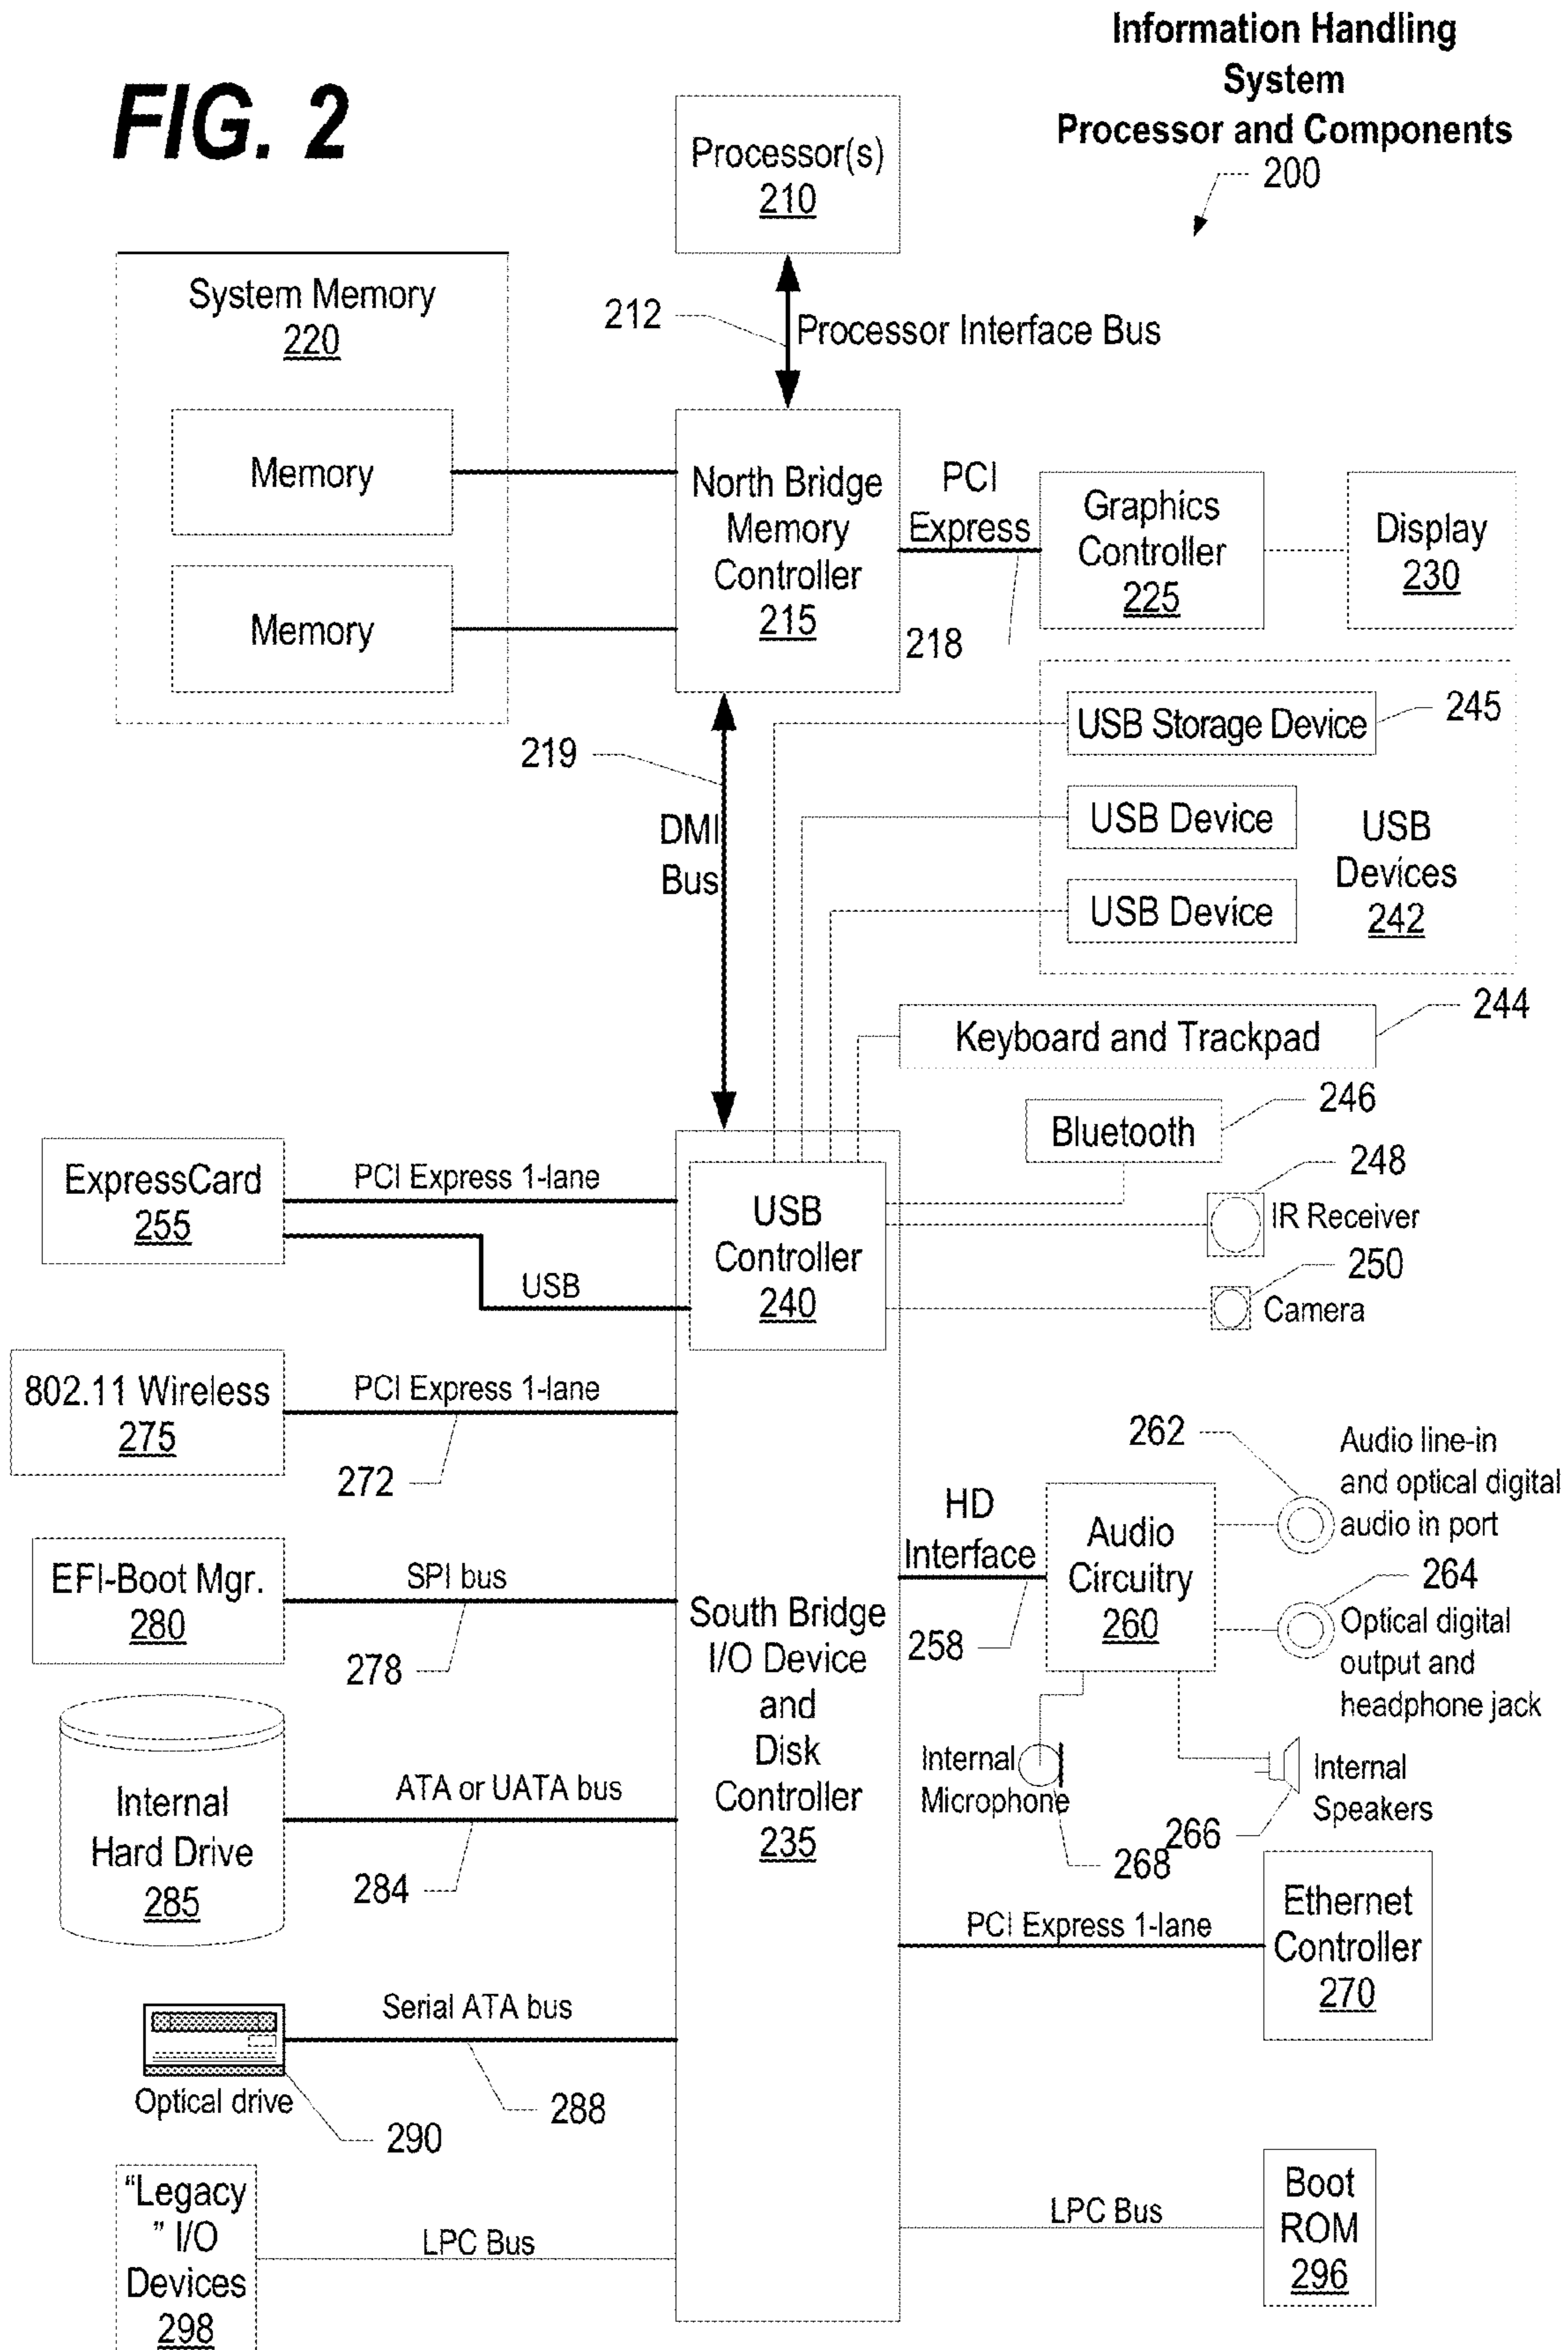 FIG. 2
Information Handling
System
Processor and Components
200
Processor(s)
210
212
Processor Interface Bus
System Memory
220
Memory
Memory
North Bridge
Memory
Controller
215
PCI
Express
218
Graphics
Controller
225
Display
230
219
DMI
Bus
USB Storage Device
245
USB Device
USB Device
USB
Devices
242
244
Keyboard and Trackpad
246
Bluetooth
248
IR Receiver
250
Camera
ExpressCard
255
PCI Express 1-lane
USB
USB
Controller
240
802.11 Wireless
275
PCI Express 1-lane
272
EFI-Boot Mgr.
280
SPI bus
278
Internal
Hard Drive
285
ATA or UATA bus
284
South Bridge
I/O Device
and
Disk
Controller
235
HD
Interface
258
Audio
Circuitry
260
262
Audio line-in
and optical digital
audio in port
264
Optical digital
output and
headphone jack
Internal
Microphone
268
266
Internal
Speakers
PCI Express 1-lane
Ethernet
Controller
270
Serial ATA bus
288
Optical drive
290
"Legacy
" I/O
Devices
298
LPC Bus
LPC Bus
Boot
ROM
296